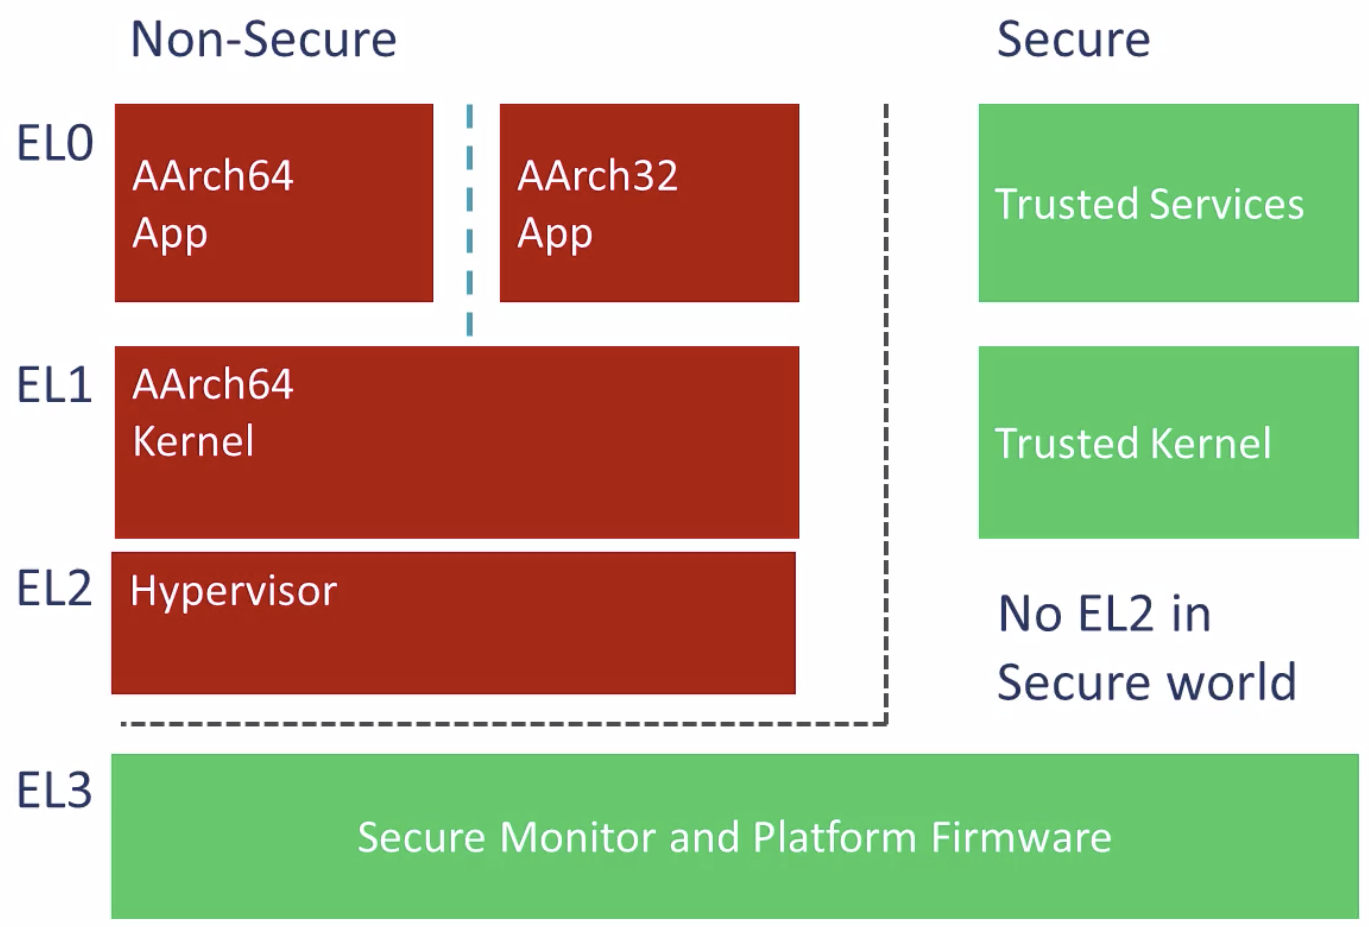 Non-Secure
Secure
EL0
AArch64
App
AArch32
App
Trusted Services
EL1
AArch64
Kernel
Trusted Kernel
EL2
Hypervisor
No EL2 in
Secure world
EL3
Secure Monitor and Platform Firmware